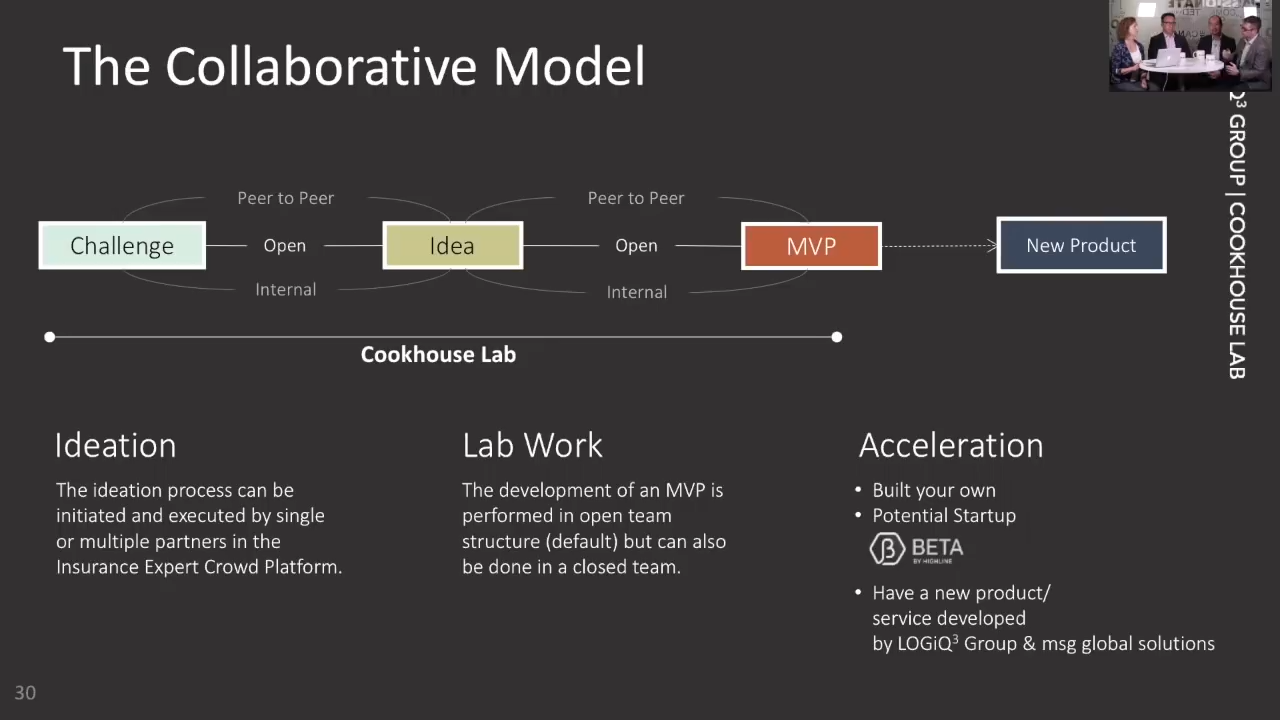 The Collaborative Model
Q³ GROUP | COOKHOUSE LAB
Peer to Peer
Peer to Peer
Challenge
Open
Idea
Open
MVP
New Product
Internal
Internal
Cookhouse Lab
Ideation
The ideation process can be
initiated and executed by single
or multiple partners in the
Insurance Expert Crowd Platform.
Lab Work
The development of an MVP is
performed in open team
structure (default) but can also
be done in a closed team.
Acceleration
• Built your own
• Potential Startup
β BETA
BY HIGHLINE
• Have a new product/
service developed
by LOGiQ³ Group & msg global solutions
30